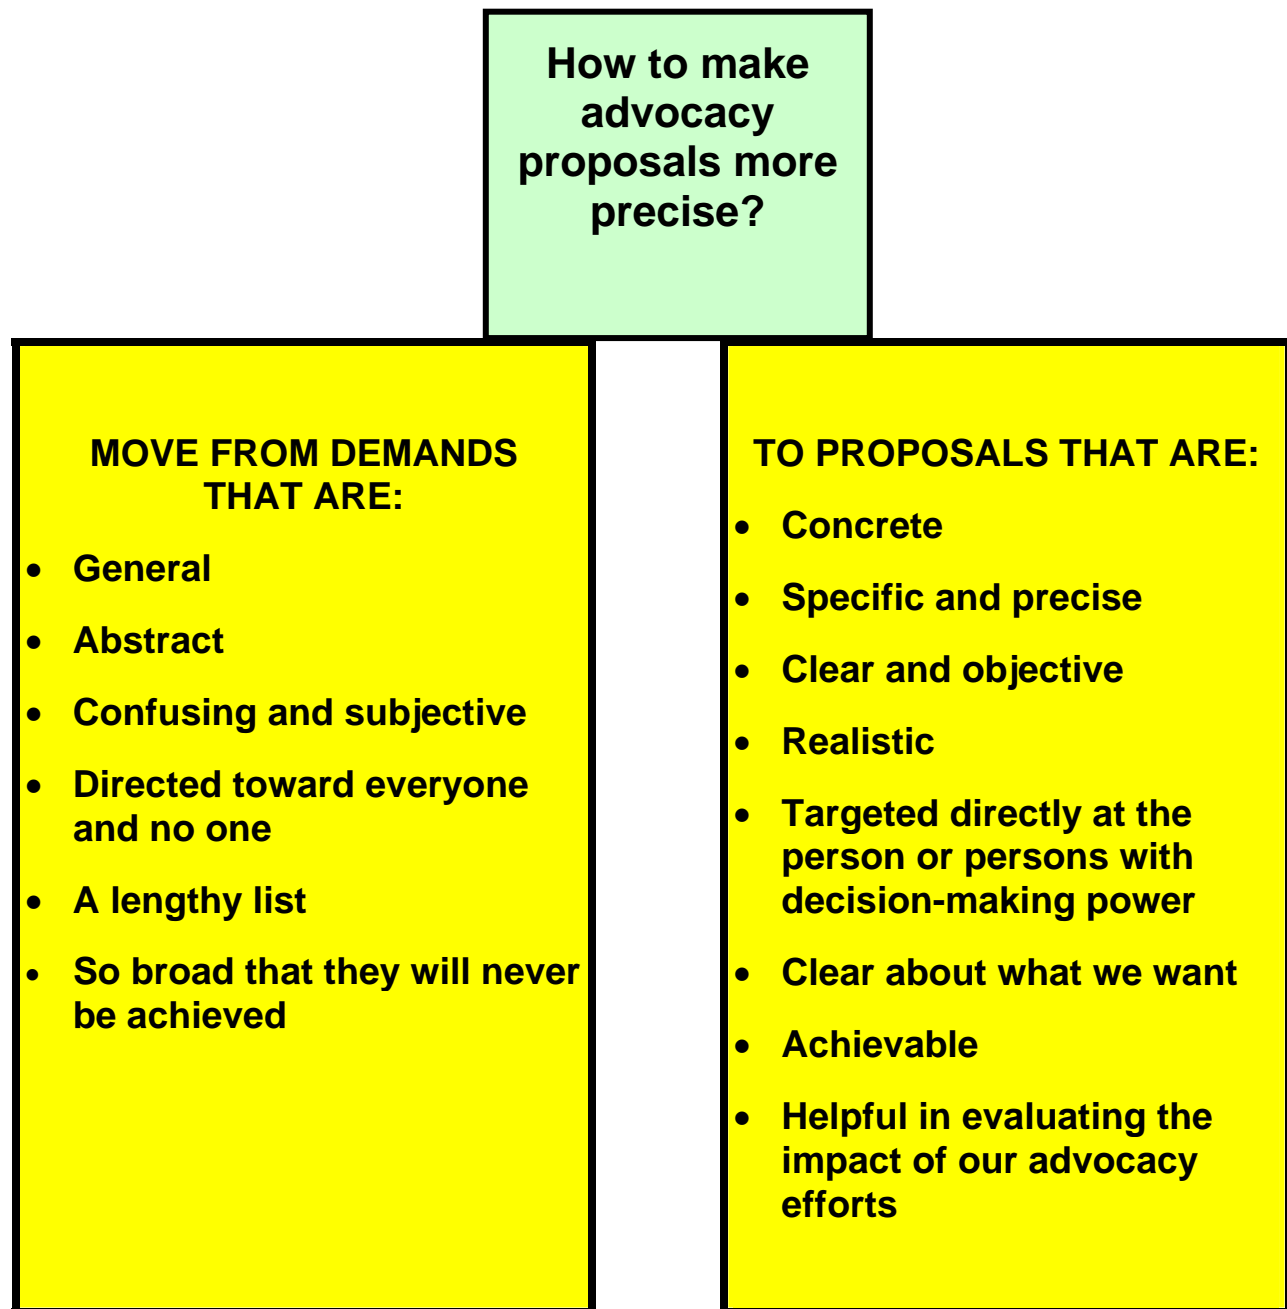 How to make
advocacy
proposals more
precise?
MOVE FROM DEMANDS
THAT ARE:
• General
• Abstract
• Confusing and subjective
• Directed toward everyone
and no one
• A lengthy list
• So broad that they will never
be achieved
TO PROPOSALS THAT ARE:
• Concrete
• Specific and precise
• Clear and objective
• Realistic
• Targeted directly at the
person or persons with
decision-making power
• Clear about what we want
• Achievable
• Helpful in evaluating the
impact of our advocacy
efforts